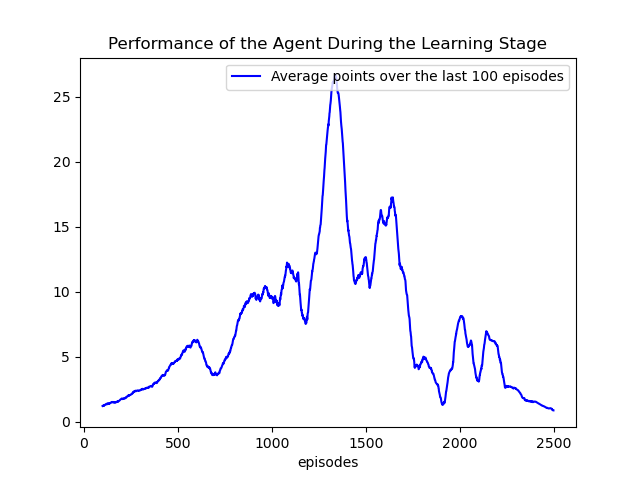 Performance of the Agent During the Learning Stage
Average points over the last 100 episodes
25
20
15
10
5
0
0 500 1000 1500 2000 2500
episodes